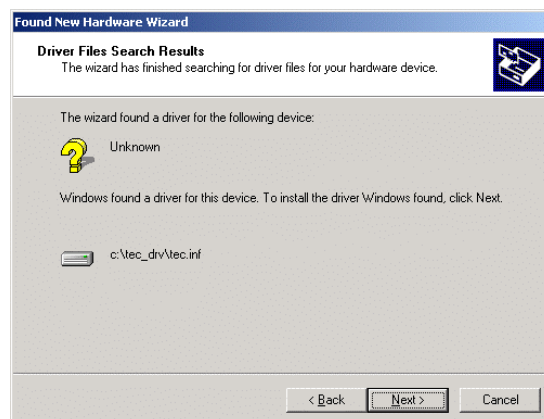 Found New Hardware Wizard
Driver Files Search Results
The wizard has finished searching for driver files for your hardware device.
The wizard found a driver for the following device:
Unknown
Windows found a driver for this device. To install the driver Windows found, click Next.
c:\tec_drv\tec.inf
< Back Next > Cancel